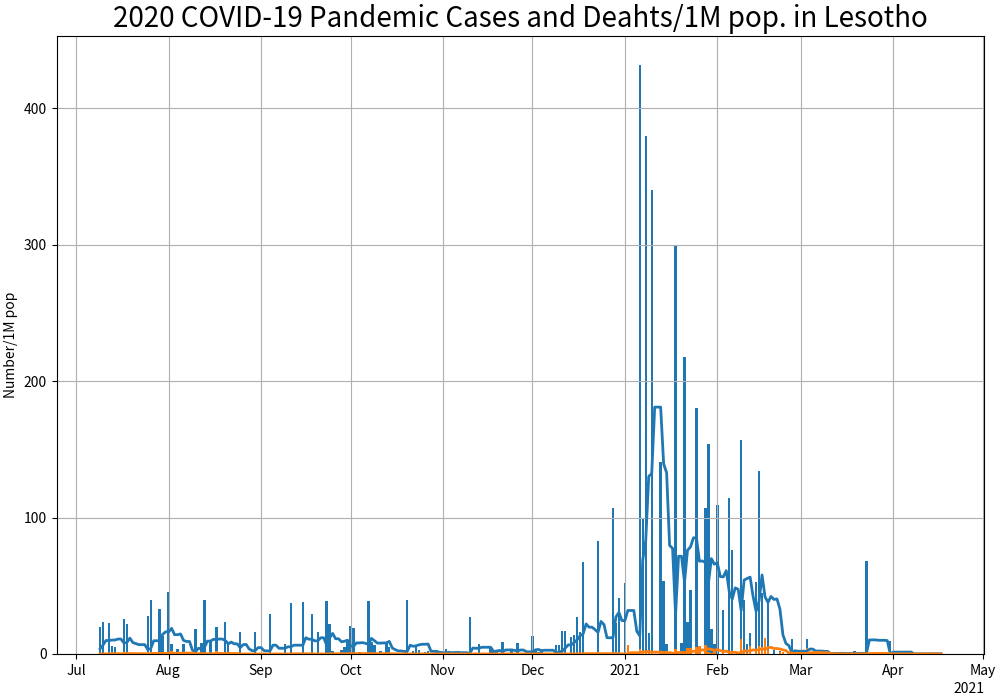 2020 COVID-19 Pandemic Cases and Deahts/1M pop. in Lesotho
Number/1M pop
400
300
200
100
0
Jul Aug Sep Oct Nov Dec 2021 Feb Mar Apr May
2021